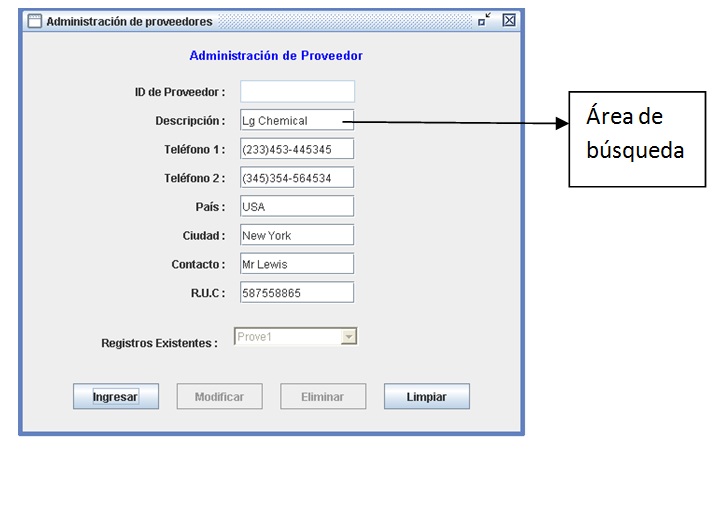 Administración de proveedores
Administración de Proveedor
ID de Proveedor :
Descripción : Lg Chemical
Teléfono 1 : (233)453-445345
Teléfono 2 : (345)354-564534
País : USA
Ciudad : New York
Contacto : Mr Lewis
R.U.C : 587558865
Registros Existentes : Prove1
Ingresar Modificar Eliminar Limpiar
Área de
búsqueda